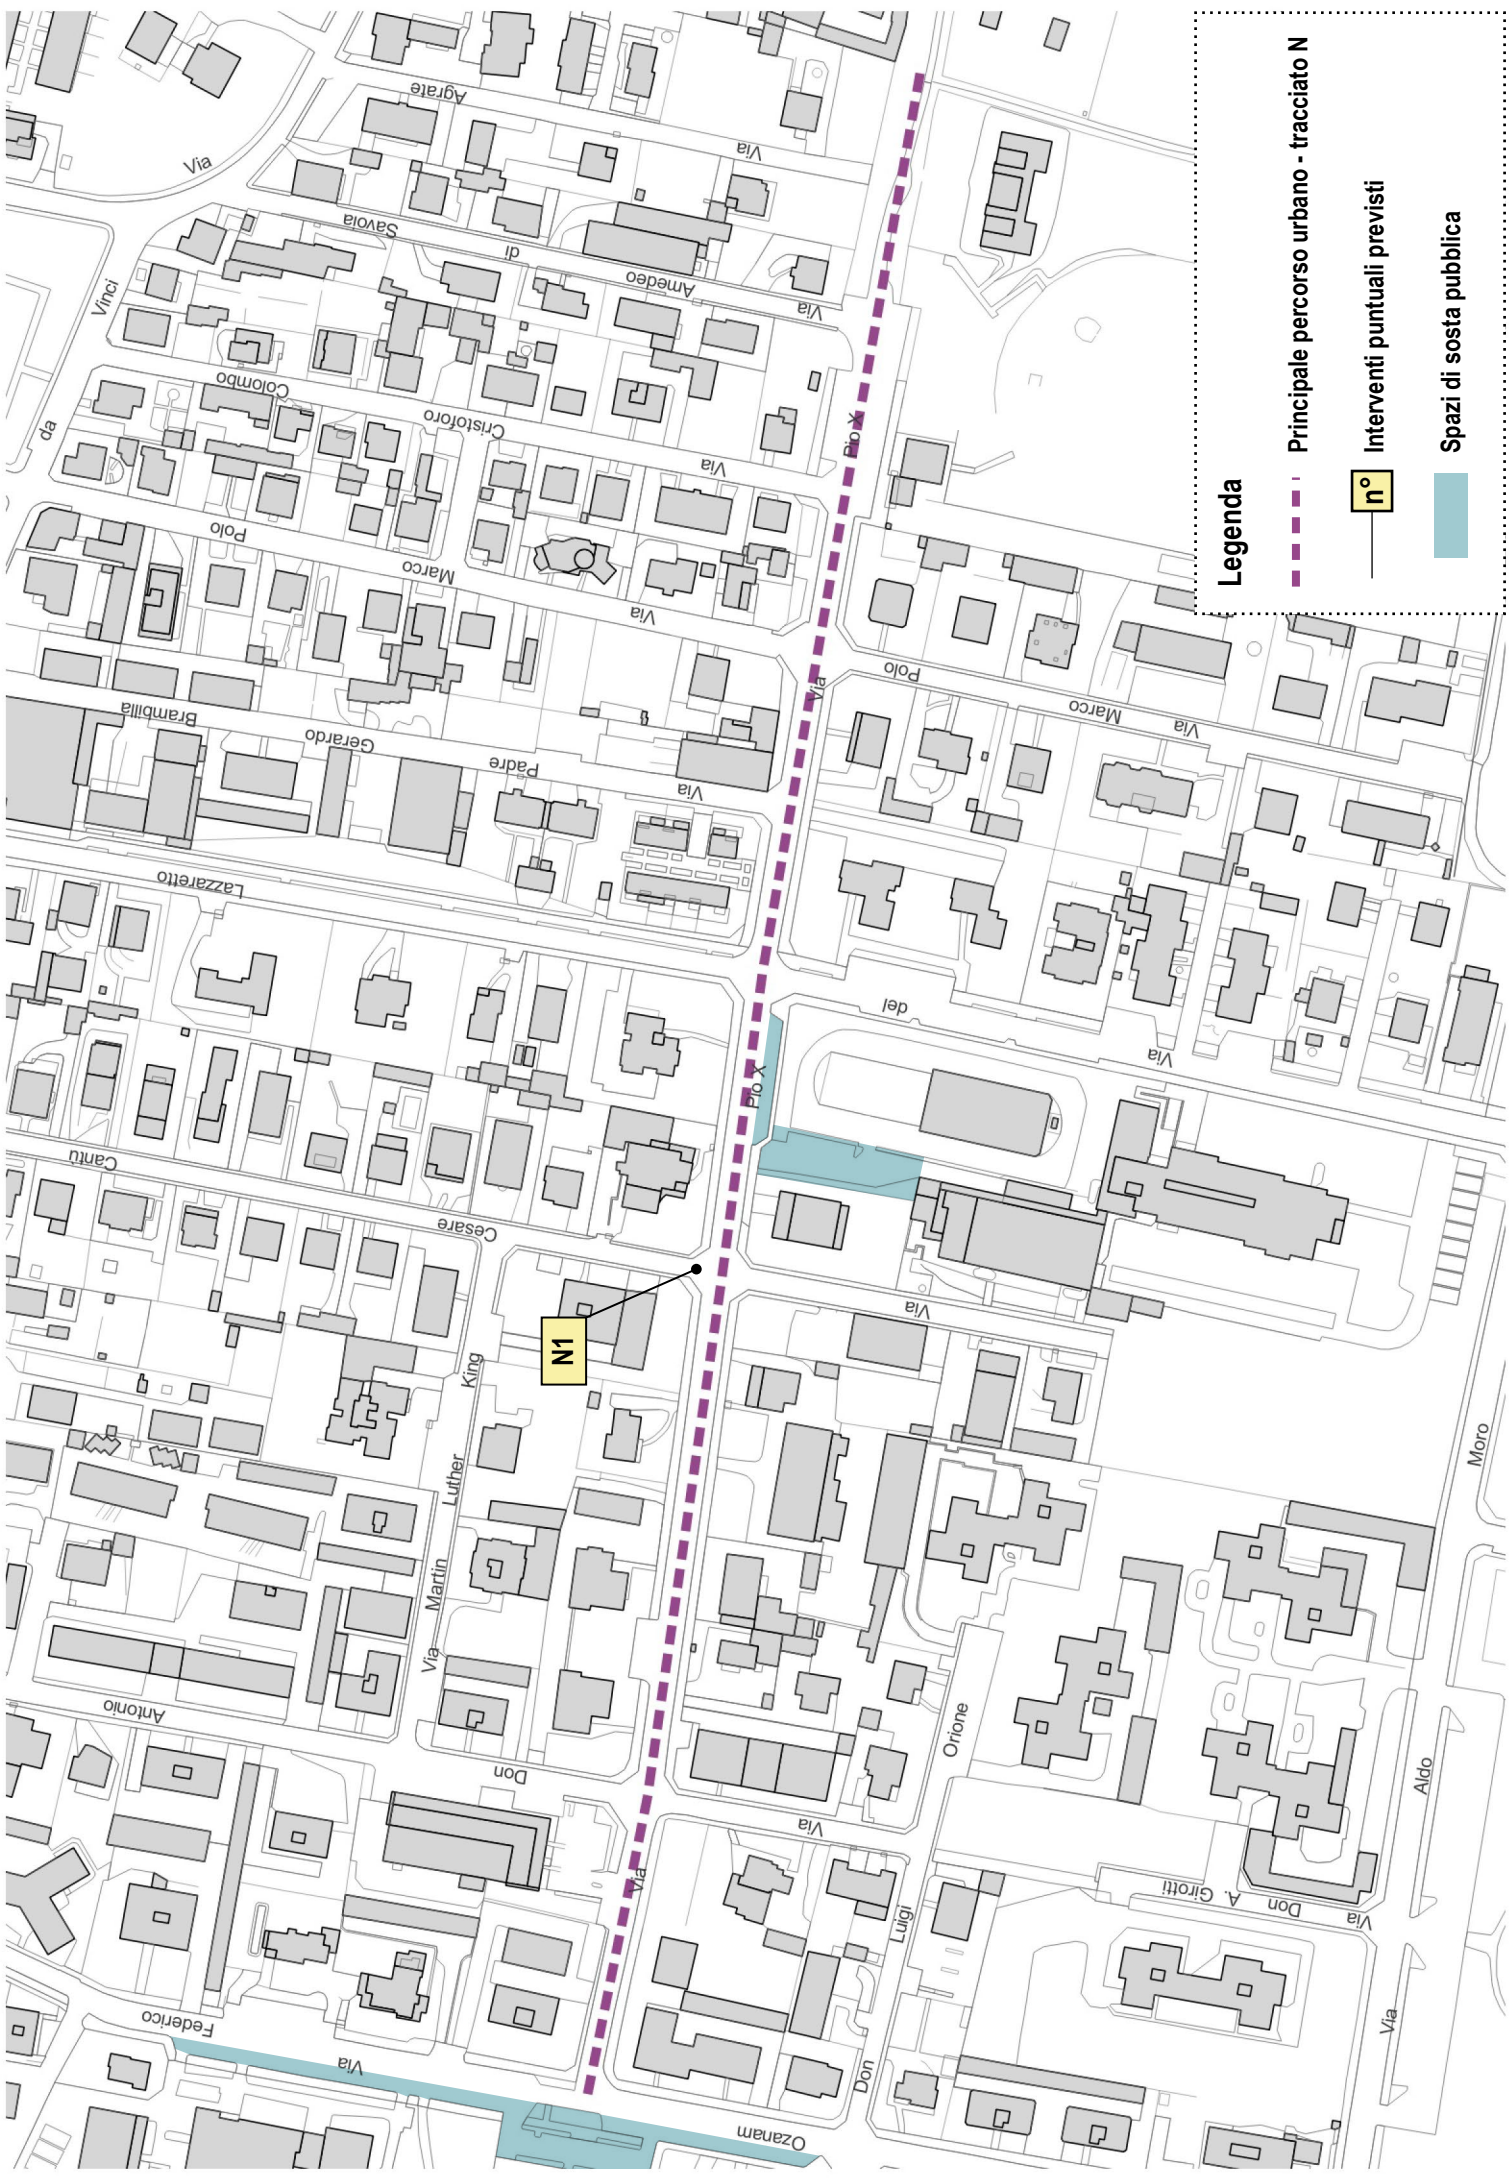 Legenda
Principale percorso urbano - tracciato N
n°
Interventi puntuali previsti
Spazi di sosta pubblica
N1
Via
Agrate
Via
Savoia
di
Amedeo
Via
Vinci
da
Colombo
Cristoforo
Via
Pio X
Polo
Marco
Via
Via
Polo
Marco
Via
Brambilla
Gerardo
Padre
Via
Lazzaretto
del
Via
Pio X
Cantù
Cesare
Via
King
Luther
Martin
Via
Antonio
Don
Via
Via
Orione
Luigi
Don
Moro
Aldo
Via
A. Girotti
Don
Via
Federico
Via
Ozanam